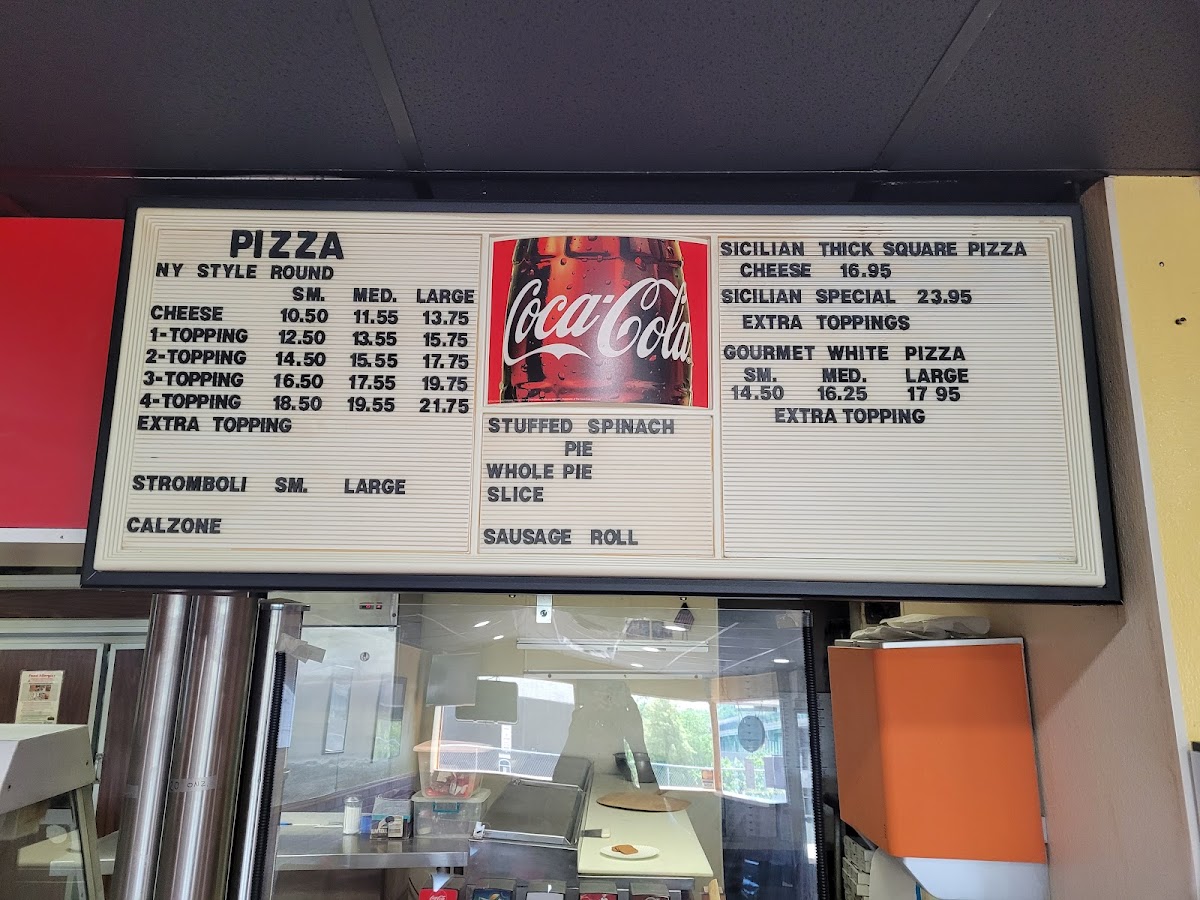 PIZZA
NY STYLE ROUND
SM. MED. LARGE
CHEESE 10.50 11.55 13.75
1-TOPPING 12.50 13.55 15.75
2-TOPPING 14.50 15.55 17.75
3-TOPPING 16.50 17.55 19.75
4-TOPPING 18.50 19.55 21.75
EXTRA TOPPING
STROMBOLI SM. LARGE
CALZONE
Coca-Cola
STUFFED SPINACH
PIE
WHOLE PIE
SLICE
SAUSAGE ROLL
SICILIAN THICK SQUARE PIZZA
CHEESE 16.95
SICILIAN SPECIAL 23.95
EXTRA TOPPINGS
GOURMET WHITE PIZZA
SM. MED. LARGE
14.50 16.25 17 95
EXTRA TOPPING